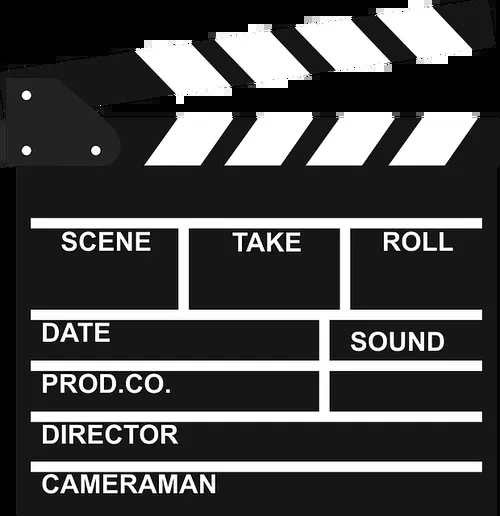 SCENE TAKE ROLL
DATE SOUND
PROD.CO.
DIRECTOR
CAMERAMAN